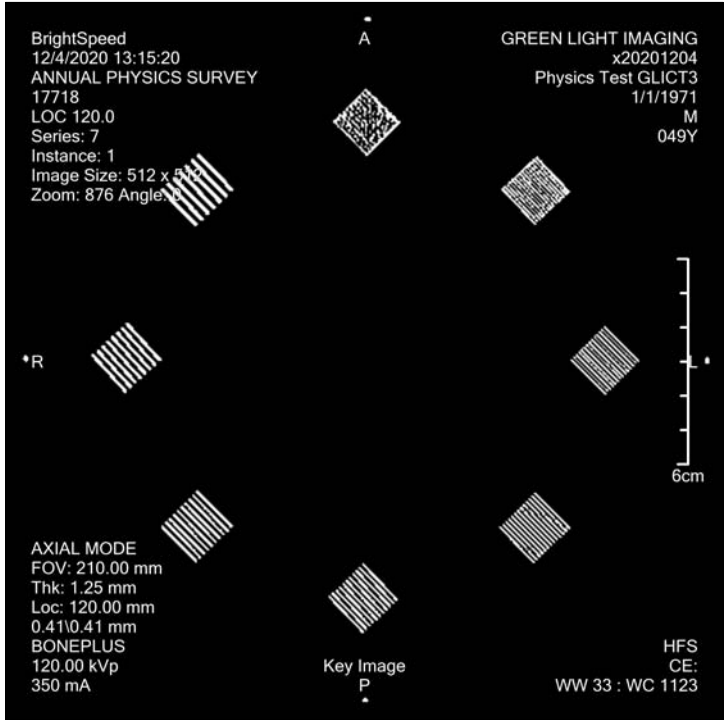 BrightSpeed
12/4/2020 13:15:20
ANNUAL PHYSICS SURVEY
17718
LOC 120.0
Series: 7
Instance: 1
Image Size: 512 x 512
Zoom: 876 Angle: 0
A
GREEN LIGHT IMAGING
x20201204
Physics Test GLICT3
1/1/1971
M
049Y
R
L
6cm
AXIAL MODE
FOV: 210.00 mm
Thk: 1.25 mm
Loc: 120.00 mm
0.41\0.41 mm
BONEPLUS
120.00 kVp
350 mA
Key Image
P
HFS
CE:
WW 33 : WC 1123